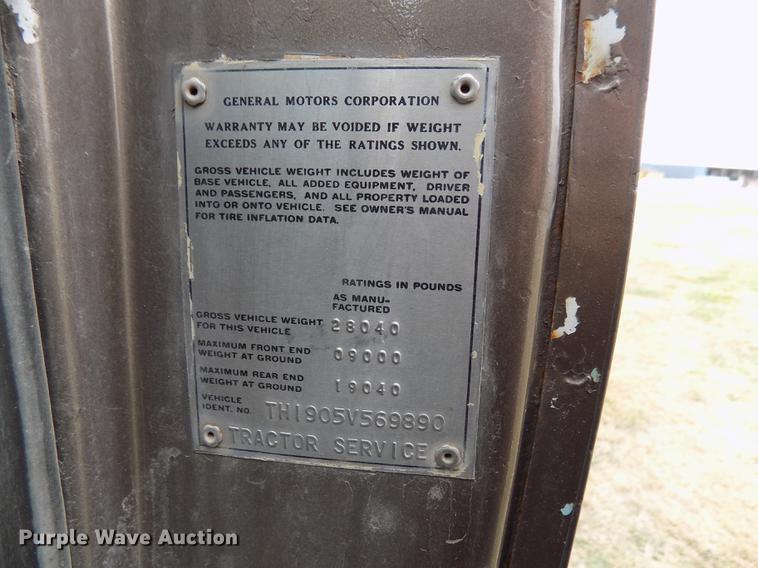 GENERAL MOTORS CORPORATION
WARRANTY MAY BE VOIDED IF WEIGHT
EXCEEDS ANY OF THE RATINGS SHOWN.
GROSS VEHICLE WEIGHT INCLUDES WEIGHT OF
BASE VEHICLE, ALL ADDED EQUIPMENT, DRIVER
AND PASSENGERS, AND ALL PROPERTY LOADED
INTO OR ONTO VEHICLE. SEE OWNER'S MANUAL
FOR TIRE INFLATION DATA.
RATINGS IN POUNDS
AS MANU-
FACTURED
GROSS VEHICLE WEIGHT
FOR THIS VEHICLE 28040
MAXIMUM FRONT END
WEIGHT AT GROUND 09000
MAXIMUM REAR END
WEIGHT AT GROUND 19040
VEHICLE
IDENT. NO. TH1905V569890
TRACTOR SERVICE
Purple Wave Auction